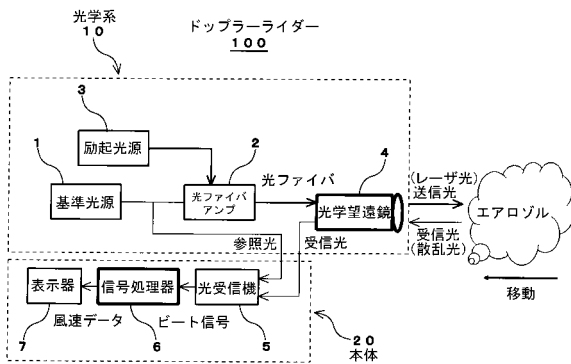 光学系
10
ドップラーライダー
100
3
励起光源
1
基準光源
2
光ファイバ
アンプ
光ファイバ
4
光学望遠鏡
(レーザ光)
送信光
エアロゾル
受信光
(散乱光)
移動
参照光
受信光
表示器
信号処理器
光受信機
7
風速データ
6
ビート信号
5
20
本体